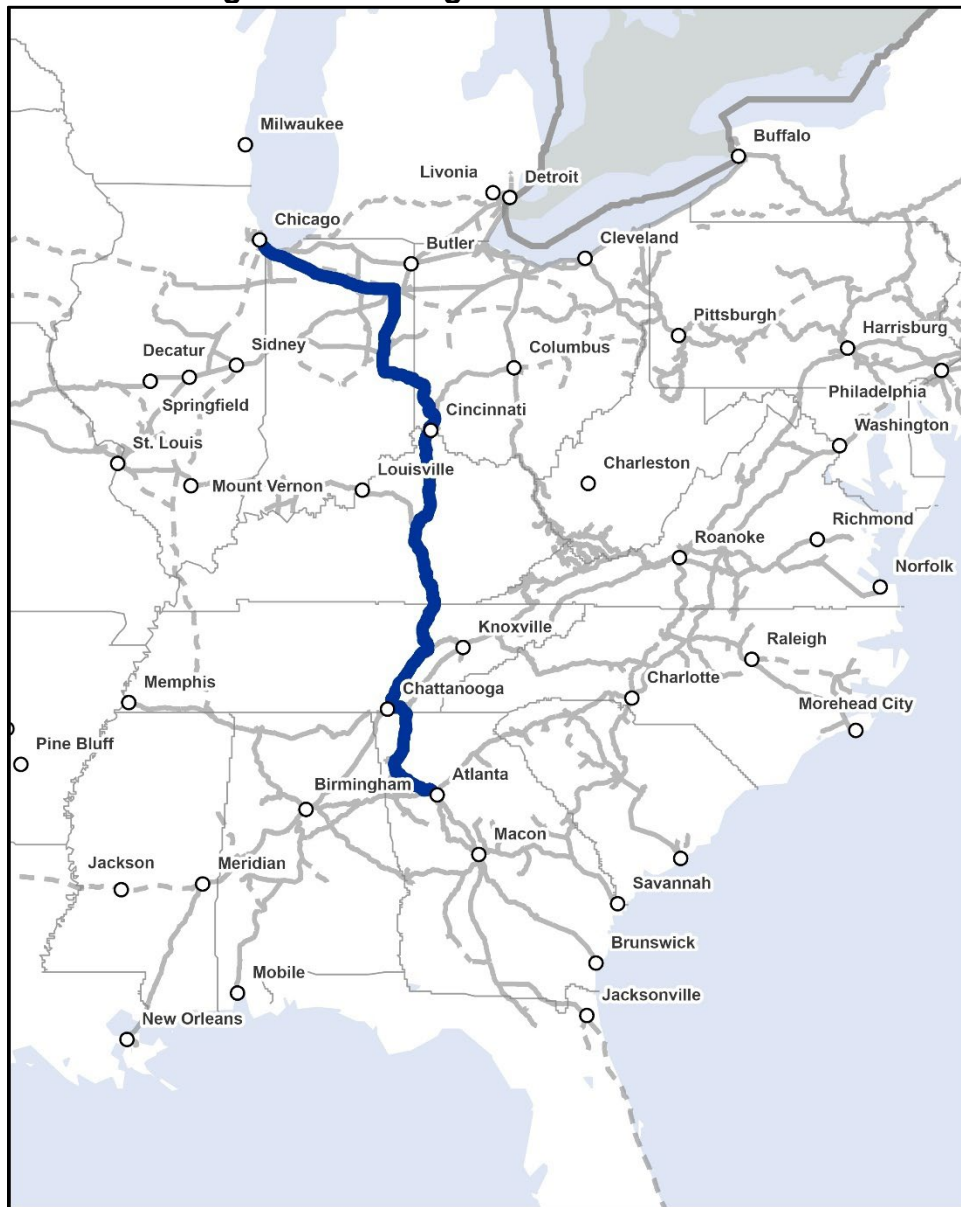 Milwaukee
Buffalo
Livonia
Detroit
Chicago
Butler
Cleveland
Pittsburgh
Harrisburg
Sidney
Decatur
Columbus
Springfield
Philadelphia
Cincinnati
Washington
St. Louis
Louisville
Charleston
Mount Vernon
Richmond
Roanoke
Norfolk
Knoxville
Raleigh
Memphis
Chattanooga
Charlotte
Morehead City
Pine Bluff
Birmingham
Atlanta
Macon
Jackson
Meridian
Savannah
Brunswick
Mobile
Jacksonville
New Orleans